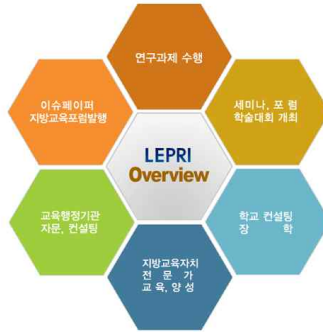 연구과제 수행
이슈페이퍼
지방교육포럼발행
세미나, 포 럼
학술대회 개최
LEPRI
Overview
교육행정기관
자문, 컨설팅
학교 컨설팅
장 학
지방교육자치
전 문 가
교 육, 양 성